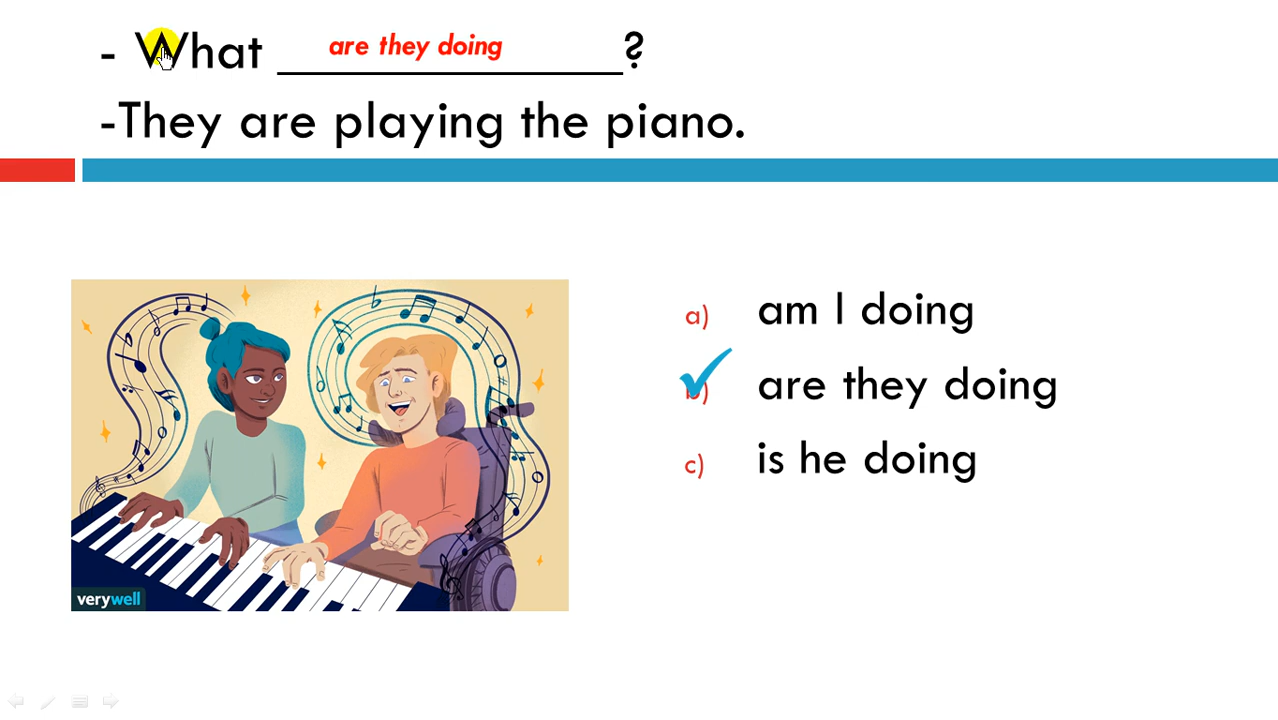 - What are they doing ?
-They are playing the piano.
a) am I doing
b) are they doing
c) is he doing
verywell